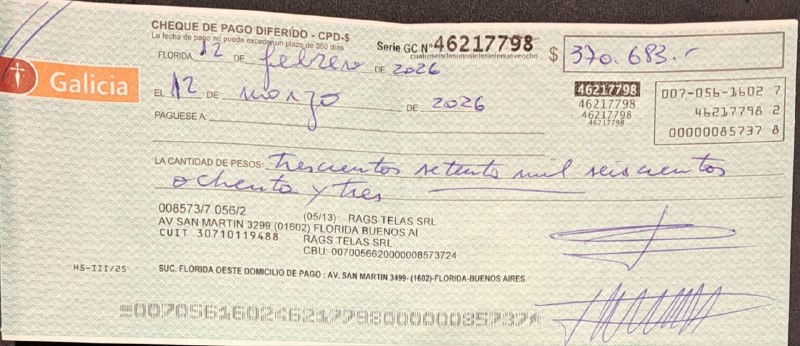 CHEQUE DE PAGO DIFERIDO - CPD-$
La fecha de pago no puede exceder un plazo de 360 días
Serie GC N° 46217798
cuatroseisdosunosietesietenueveocho
$ 370.683.-
FLORIDA 12 DE febrero DE 2026
Galicia
EL 12 DE marzo DE 2026
PAGUESE A:
46217798
46217798
46217798
46217798
007-056-1602 7
46217798 2
00000085737 8
LA CANTIDAD DE PESOS: trescientos setenta mil seiscientos
ochenta y tres
008573/7 056/2 (05/13) RAGS TELAS SRL
AV SAN MARTIN 3299 (01602) FLORIDA BUENOS AI
CUIT 30710119488 RAGS TELAS SRL
CBU: 0070056620000008573724
HS-III/25
SUC. FLORIDA OESTE DOMICILIO DE PAGO : AV. SAN MARTIN 3499- (1602)-FLORIDA-BUENOS AIRES